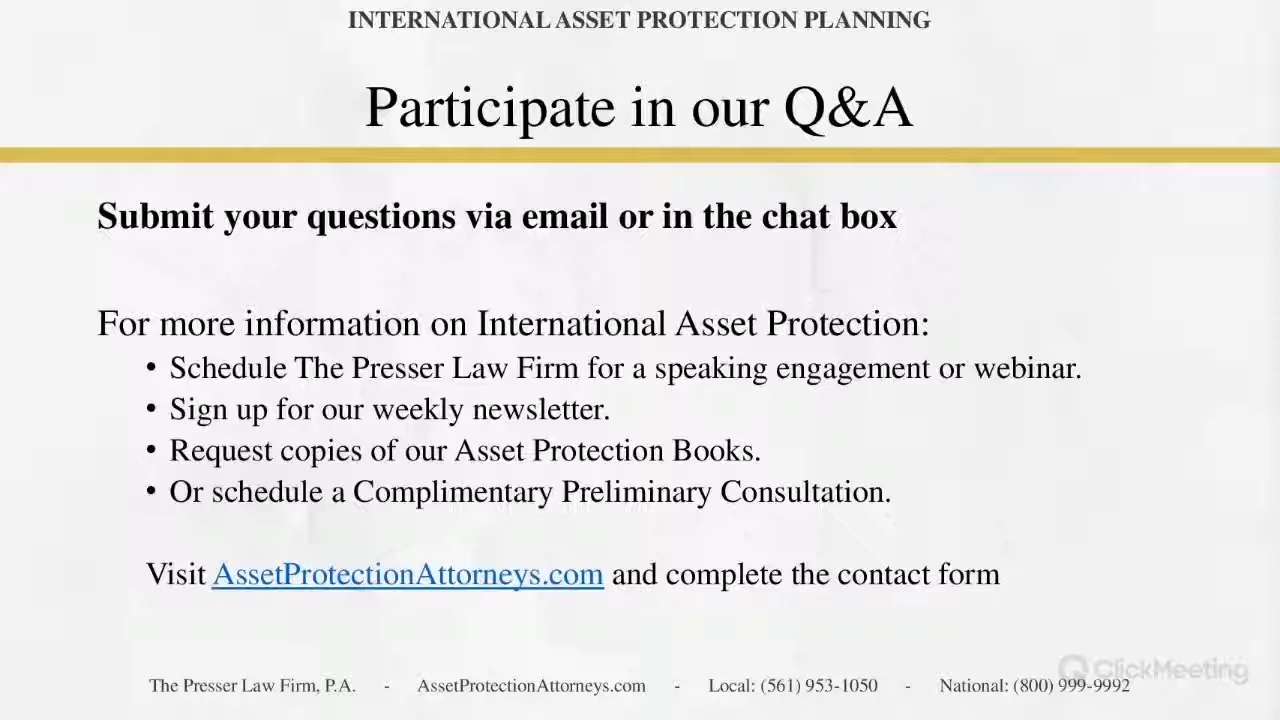 INTERNATIONAL ASSET PROTECTION PLANNING
Participate in our Q&A
Submit your questions via email or in the chat box
For more information on International Asset Protection:
• Schedule The Presser Law Firm for a speaking engagement or webinar.
• Sign up for our weekly newsletter.
• Request copies of our Asset Protection Books.
• Or schedule a Complimentary Preliminary Consultation.
Visit AssetProtectionAttorneys.com and complete the contact form
ClickMeeting
The Presser Law Firm, P.A. - AssetProtectionAttorneys.com - Local: (561) 953-1050 - National: (800) 999-9992